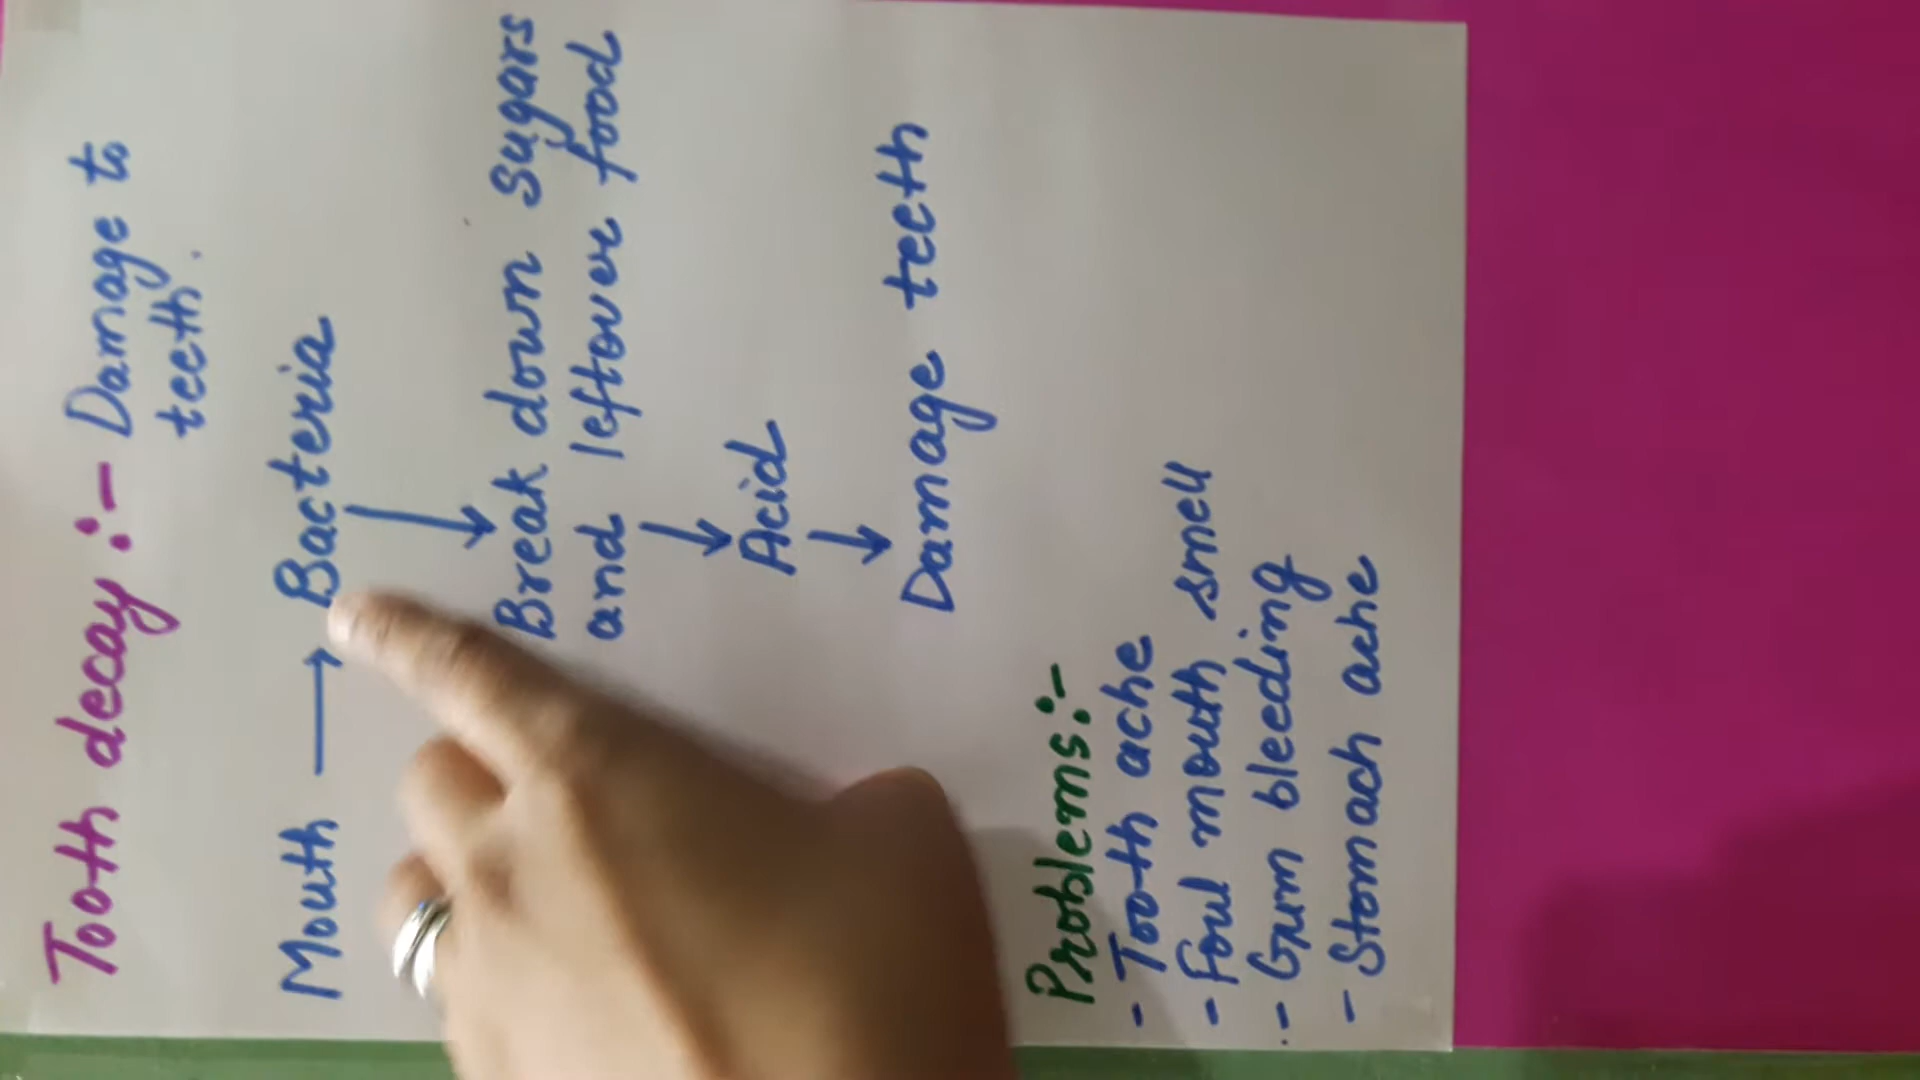 Tooth decay :- Damage to
teeth.
Mouth → Bacteria
↓
Break down sugars
and leftover food
↓
Acid
↓
Damage teeth
Problems :-
- Tooth ache
- Foul mouth smell
- Gum bleeding
- Stomach ache